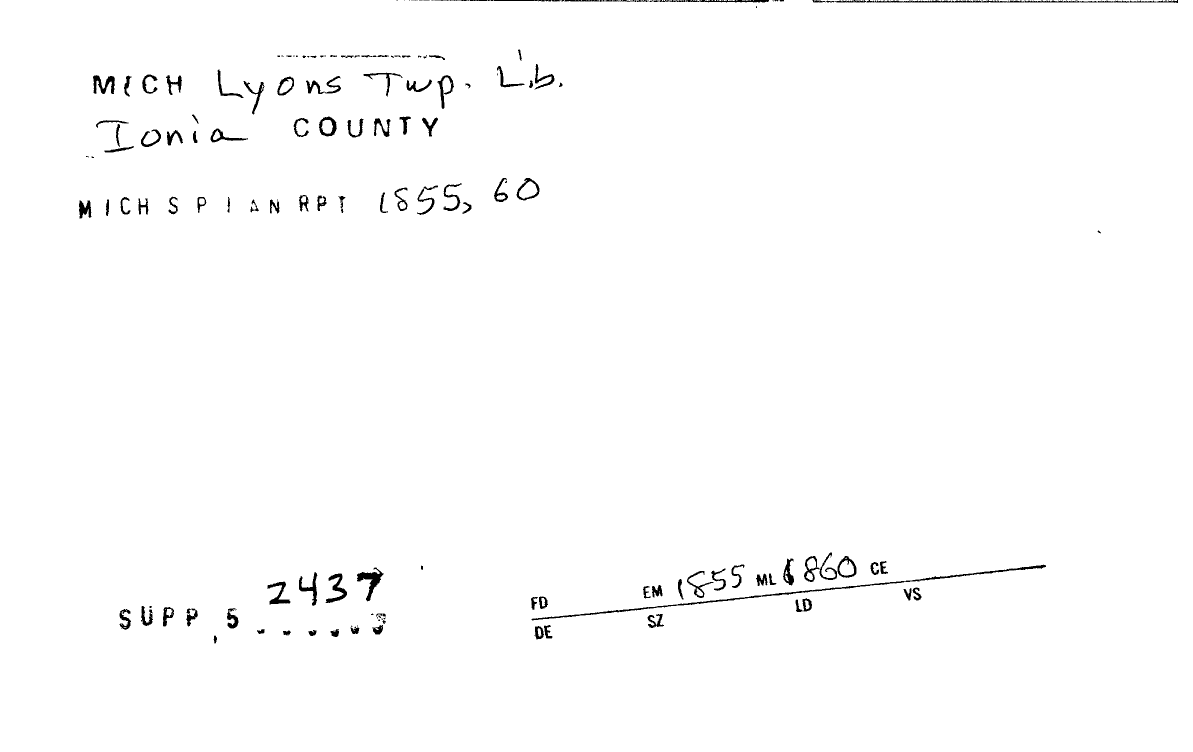 MICH Lyons Twp. Lib.
Ionia COUNTY
MICH S P I A N RPT 1855, 60
2437
SUPP 5
FD EM 1855 ML 1860 CE
DE SZ LD VS